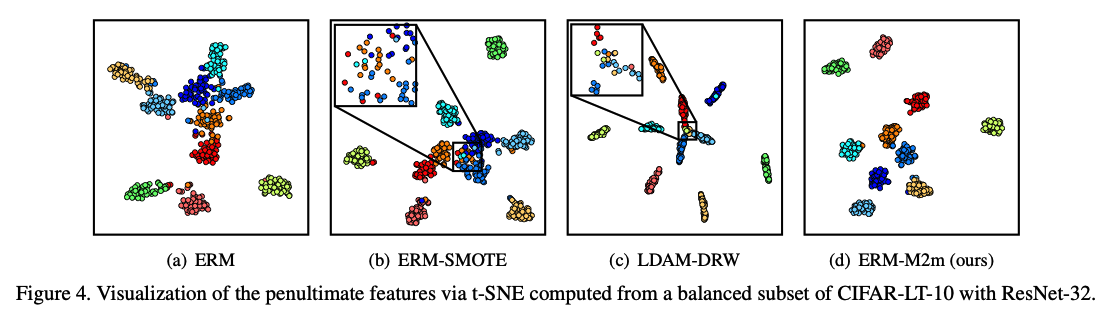 (a) ERM
(b) ERM-SMOTE
(c) LDAM-DRW
(d) ERM-M2m (ours)
Figure 4. Visualization of the penultimate features via t-SNE computed from a balanced subset of CIFAR-LT-10 with ResNet-32.